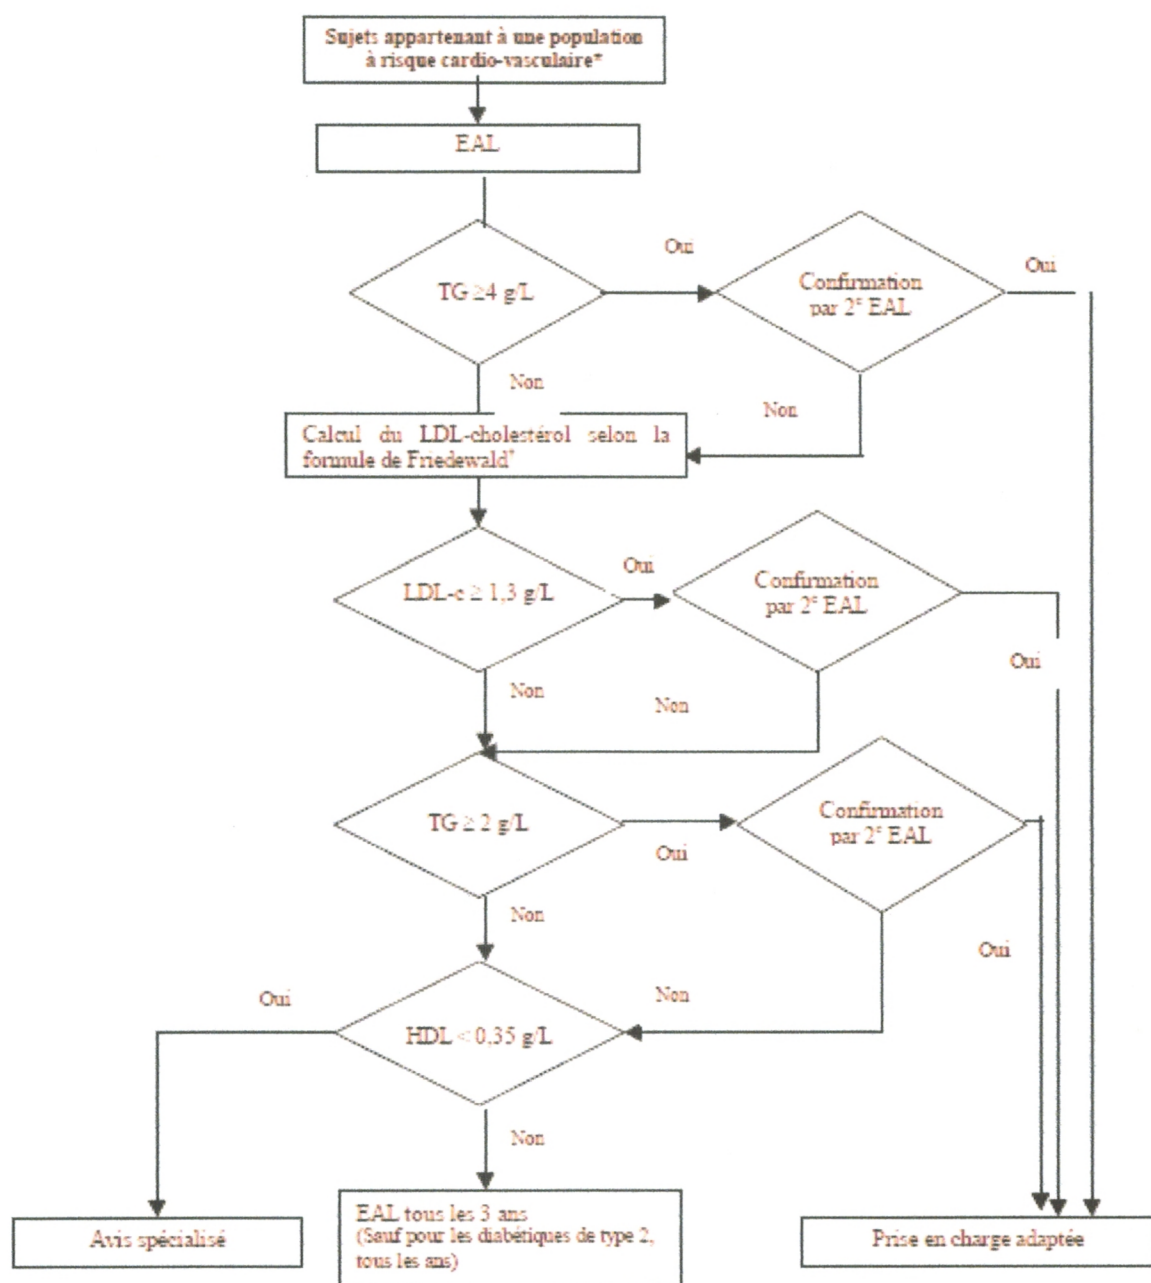 Sujets appartenant à une population
à risque cardio-vasculaire*
EAL
TG ≥4 g/L
Oui
Confirmation
par 2ᵉ EAL
Oui
Non
Non
Calcul du LDL-cholestérol selon la
formule de Friedewald*
LDL-c ≥ 1,3 g/L
Oui
Confirmation
par 2ᵉ EAL
Oui
Non
Non
TG ≥ 2 g/L
Oui
Confirmation
par 2ᵉ EAL
Oui
Non
Non
HDL < 0,35 g/L
Oui
Non
Avis spécialisé
EAL tous les 3 ans
(Sauf pour les diabétiques de type 2,
tous les ans)
Prise en charge adaptée